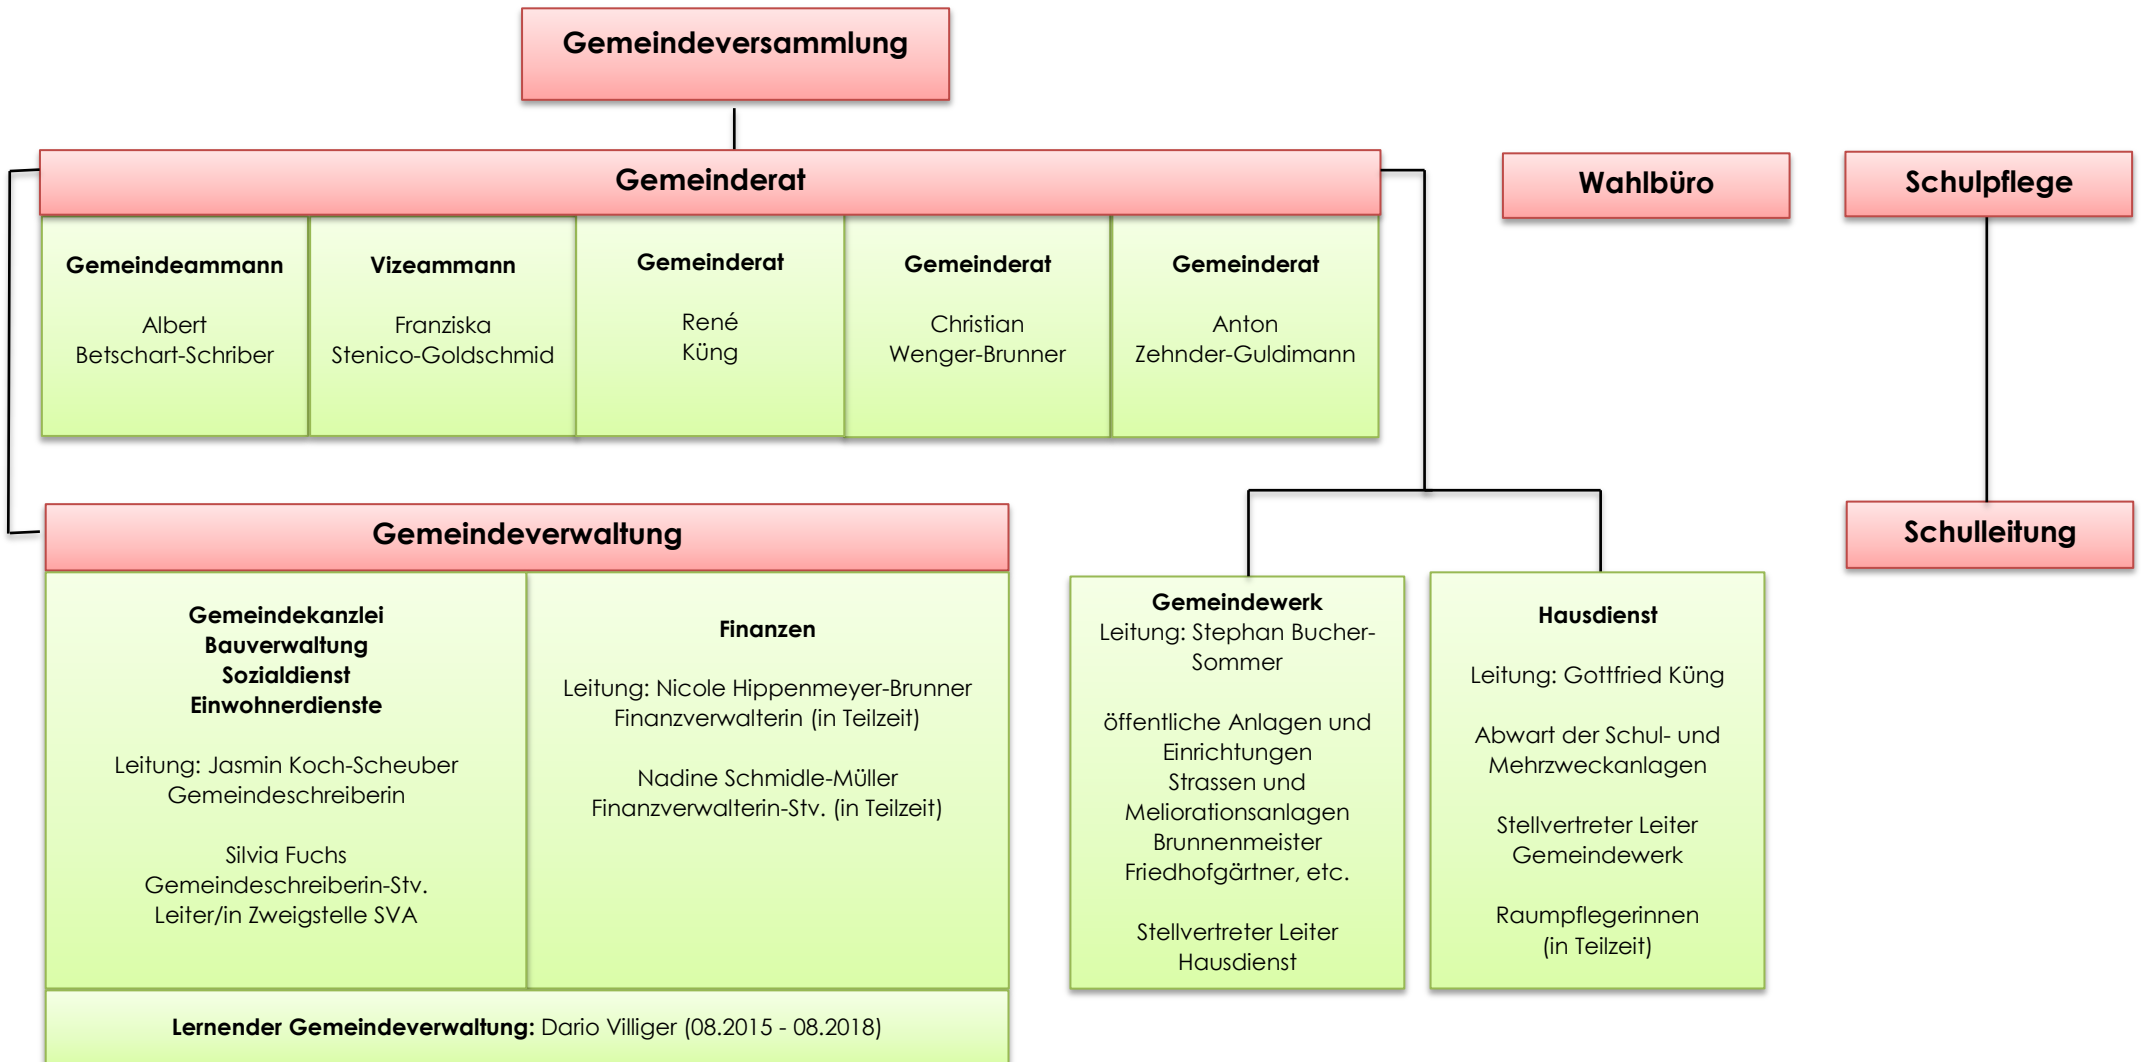 Gemeindeversammlung
Gemeinderat
Wahlbüro
Schulpflege
Gemeindeammann
Albert
Betschart-Schriber
Vizeammann
Franziska
Stenico-Goldschmid
Gemeinderat
René
Küng
Gemeinderat
Christian
Wenger-Brunner
Gemeinderat
Anton
Zehnder-Guldimann
Gemeindeverwaltung
Schulleitung
Gemeindekanzlei
Bauverwaltung
Sozialdienst
Einwohnerdienste
Leitung: Jasmin Koch-Scheuber
Gemeindeschreiberin
Silvia Fuchs
Gemeindeschreiberin-Stv.
Leiter/in Zweigstelle SVA
Finanzen
Leitung: Nicole Hippenmeyer-Brunner
Finanzverwalterin (in Teilzeit)
Nadine Schmidle-Müller
Finanzverwalterin-Stv. (in Teilzeit)
Gemeindewerk
Leitung: Stephan Bucher-
Sommer
öffentliche Anlagen und
Einrichtungen
Strassen und
Meliorationsanlagen
Brunnenmeister
Friedhofgärtner, etc.
Stellvertreter Leiter
Hausdienst
Hausdienst
Leitung: Gottfried Küng
Abwart der Schul- und
Mehrzweckanlagen
Stellvertreter Leiter
Gemeindewerk
Raumpflegerinnen
(in Teilzeit)
Lernender Gemeindeverwaltung: Dario Villiger (08.2015 - 08.2018)